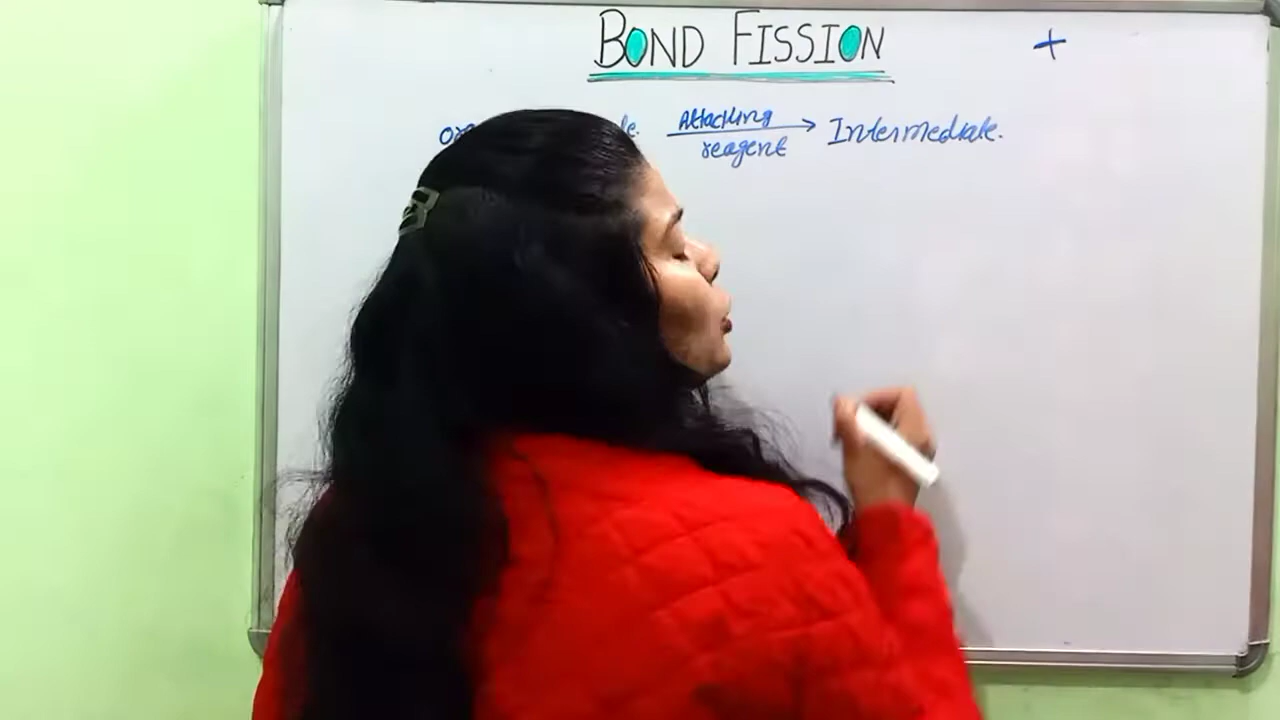 BOND FISSION
+
Attacking
Intermediate.
reagent